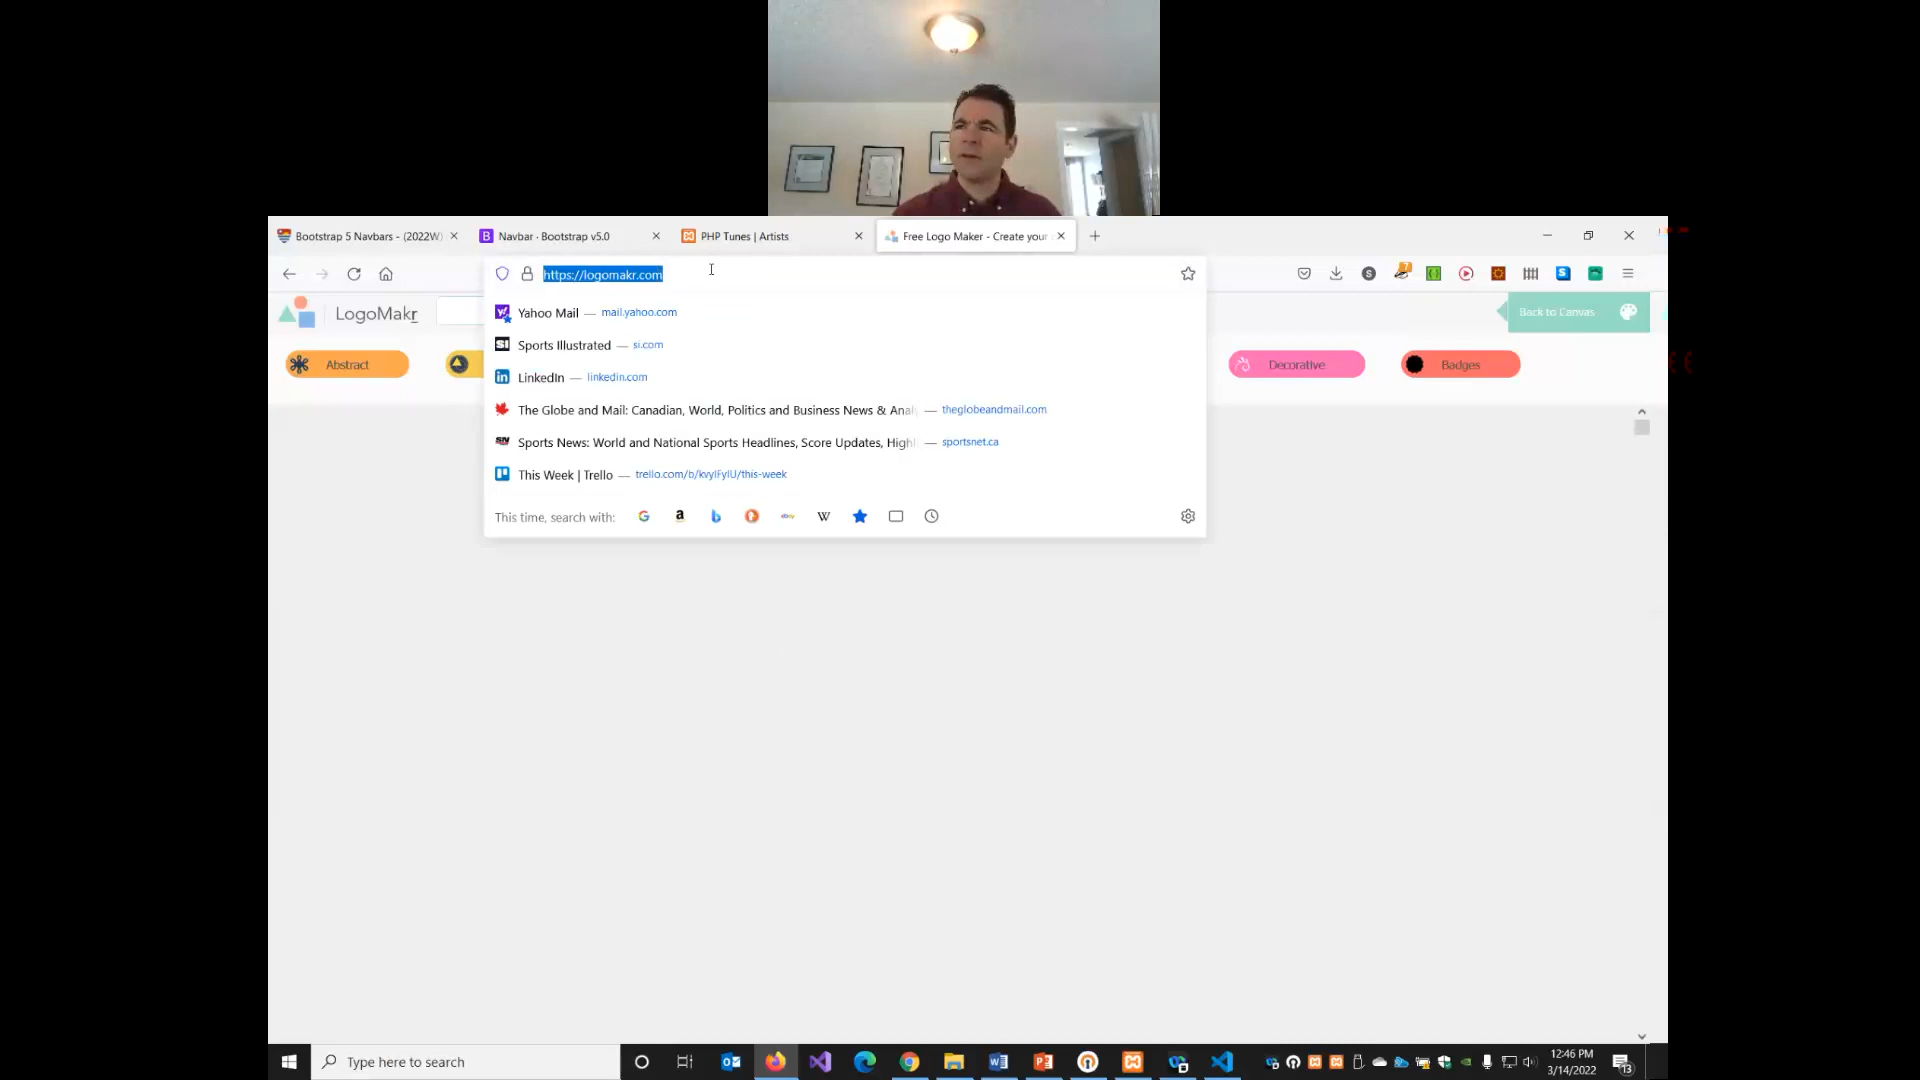 Bootstrap 5 Navbars - (2022W)
Navbar · Bootstrap v5.0
PHP Tunes | Artists
Free Logo Maker - Create your
https://logomakr.com
LogoMakr
Back to Canvas
Yahoo Mail — mail.yahoo.com
Sports Illustrated — si.com
LinkedIn — linkedin.com
The Globe and Mail: Canadian, World, Politics and Business News & Anal — theglobeandmail.com
Sports News: World and National Sports Headlines, Score Updates, Highl — sportsnet.ca
This Week | Trello — trello.com/b/kvylFylU/this-week
This time, search with:
Abstract
Decorative
Badges
Type here to search
12:46 PM
3/14/2022